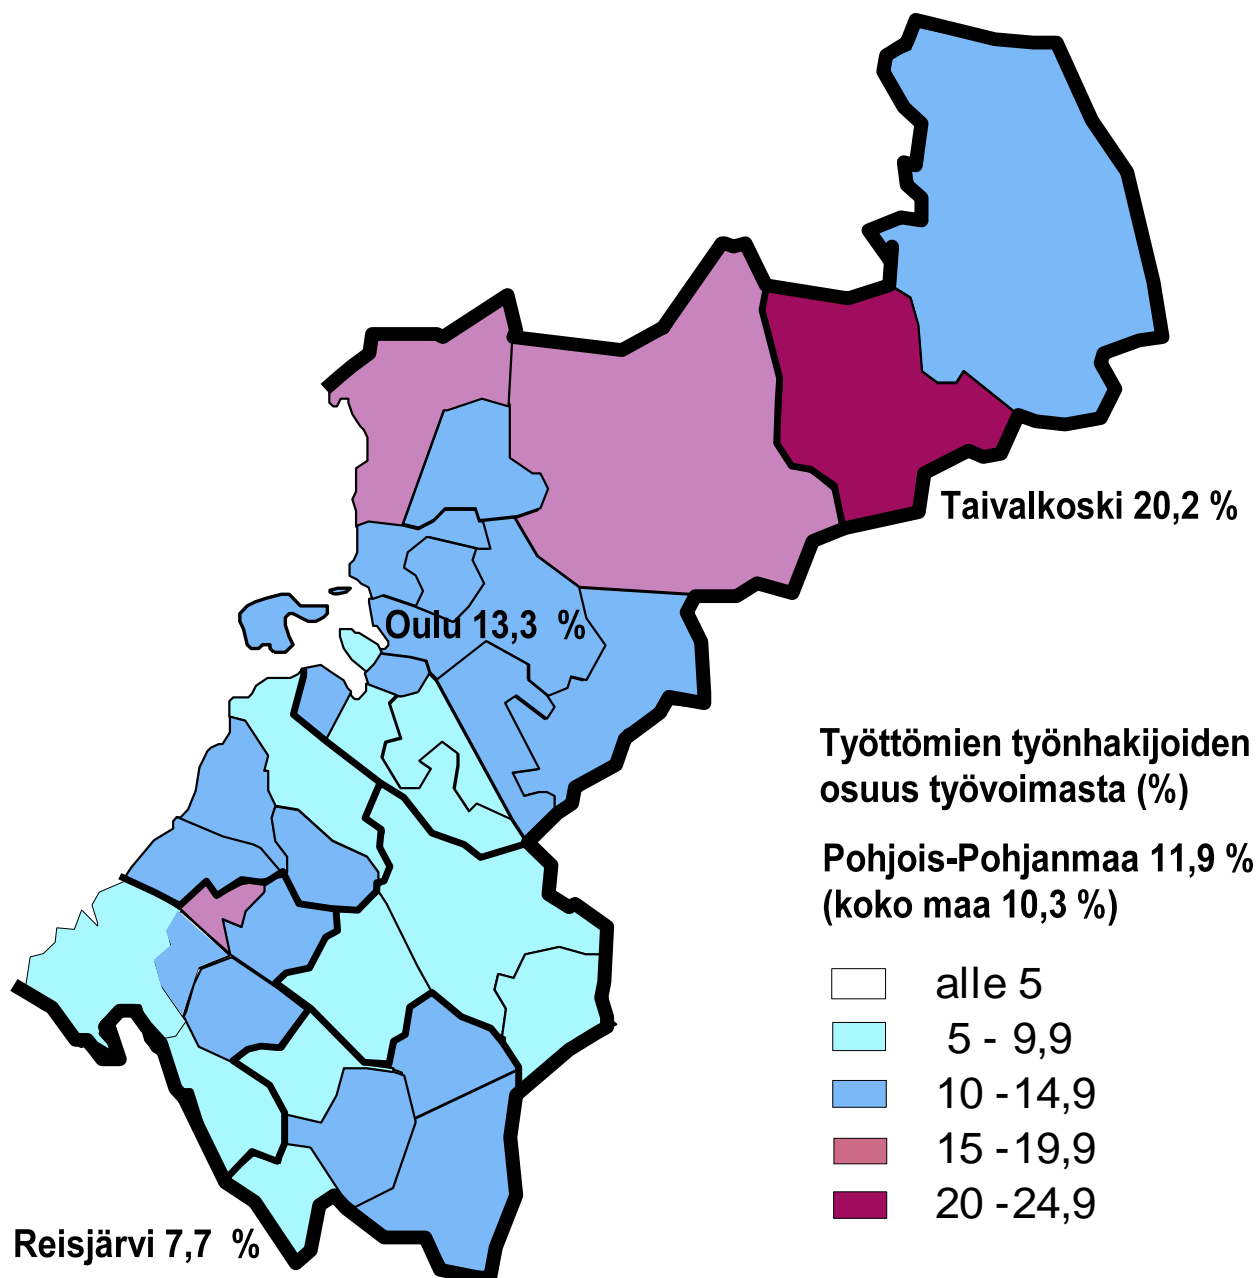 Taivalkoski 20,2 %
Oulu 13,3 %
Työttömien työnhakijoiden
osuus työvoimasta (%)
Pohjois-Pohjanmaa 11,9 %
(koko maa 10,3 %)
alle 5
5 - 9,9
10 -14,9
15 -19,9
20 -24,9
Reisjärvi 7,7 %